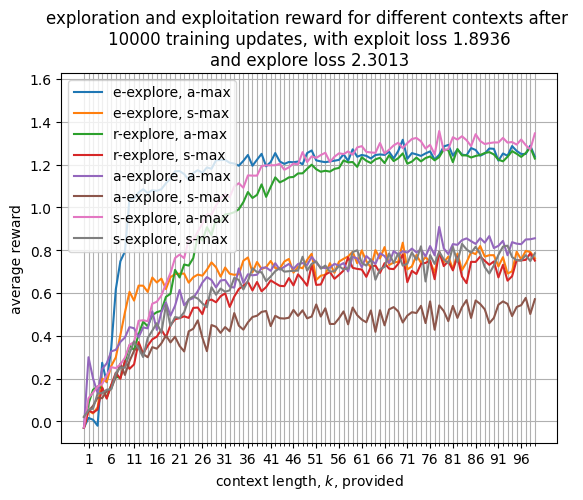 exploration and exploitation reward for different contexts after
10000 training updates, with exploit loss 1.8936
and explore loss 2.3013
1.6
1.4
1.2
1.0
0.8
0.6
0.4
0.2
0.0
average reward
e-explore, a-max
e-explore, s-max
r-explore, a-max
r-explore, s-max
a-explore, a-max
a-explore, s-max
s-explore, a-max
s-explore, s-max
1 6 11 16 21 26 31 36 41 46 51 56 61 66 71 76 81 86 91 96
context length, k, provided